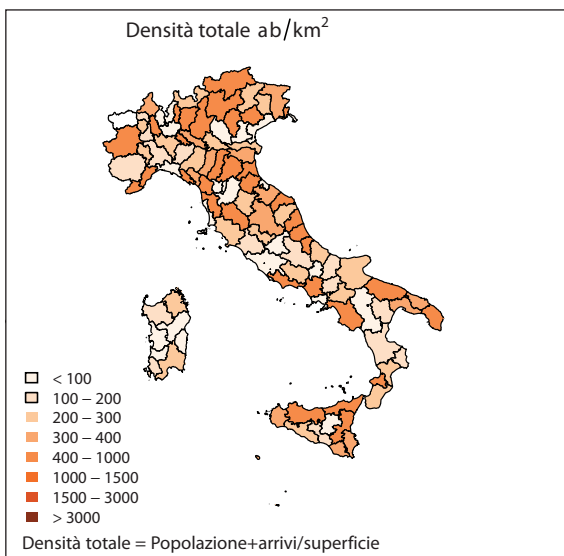 Densità totale ab/km²
< 100
100 – 200
200 – 300
300 – 400
400 – 1000
1000 – 1500
1500 – 3000
> 3000
Densità totale = Popolazione+arrivi/superficie